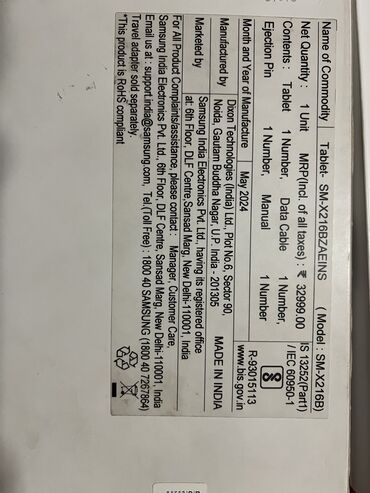 Name of Commodity Tablet- SM-X216BZAEINS ( Model : SM-X216B)
Net Quantity : 1 Unit MRP(Incl. of all taxes) : ₹ 32999.00
IS 13252(Part1) / IEC 60950-1
Contents : Tablet 1 Number, Data Cable 1 Number,
Ejection Pin 1 Number, Manual 1 Number
R-93015113
www.bis.gov.in
Month and Year of Manufacture May 2024
Manufactured by Dixon Technologies (India) Ltd., Plot No.6, Sector 90,
Noida, Gautam Buddha Nagar, U.P. India - 201305 MADE IN INDIA
Marketed by Samsung India Electronics Pvt. Ltd., having its registered office
at: 6th Floor, DLF Centre,Sansad Marg, New Delhi-110001, India
For All Product Complaints/assistance, please contact : Manager, Customer Care,
Samsung India Electronics Pvt. Ltd., 6th Floor, DLF Centre, Sansad Marg, New Delhi-110001, India
Email us at : support.india@samsung.com, Tel.(Toll Free) : 1800 40 SAMSUNG (1800 40 7267864)
Travel adapter sold separately.
*This product is RoHS compliant